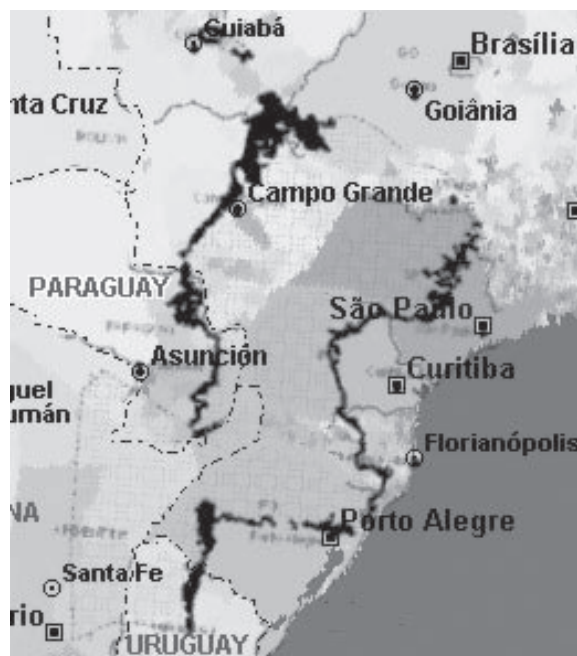 Cuiabá
Brasília
nta Cruz
Goiânia
Campo Grande
PARAGUAY
São Paulo
Asunción
Curitiba
guel
umán
Florianópolis
NA
Porto Alegre
Santa Fe
rio
URUGUAY